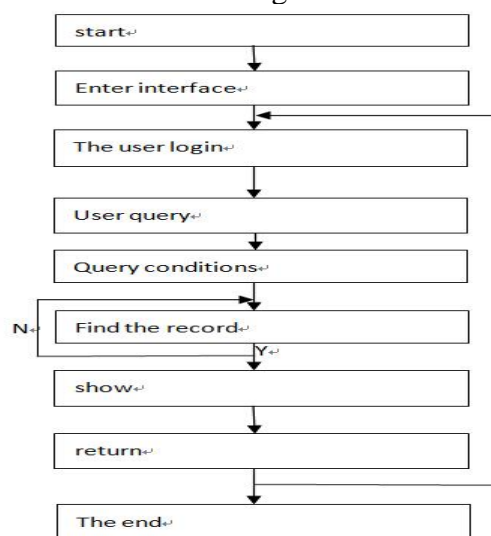 start↵
Enter interface↵
The user login↵
User query↵
Query conditions↵
N↵
Find the record↵
Y↵
show↵
return↵
The end↵